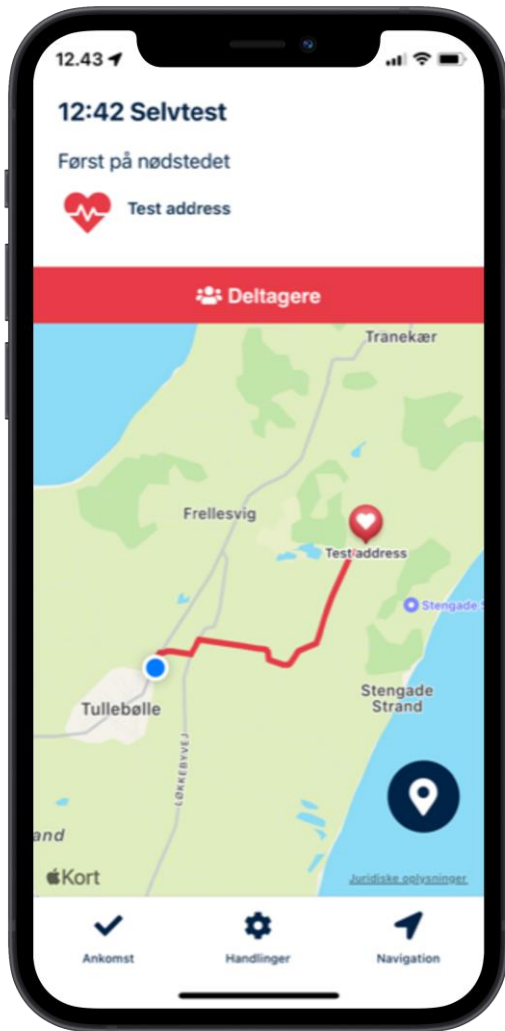 12.43
12:42 Selvtest
Først på nødstedet
Test address
Deltagere
Tranekær
Frellesvig
Test address
Stengade S
Stengade
Strand
Tullebølle
LØKKEBYVEJ
and
Kort
Juridiske oplysninger
Ankomst
Handlinger
Navigation